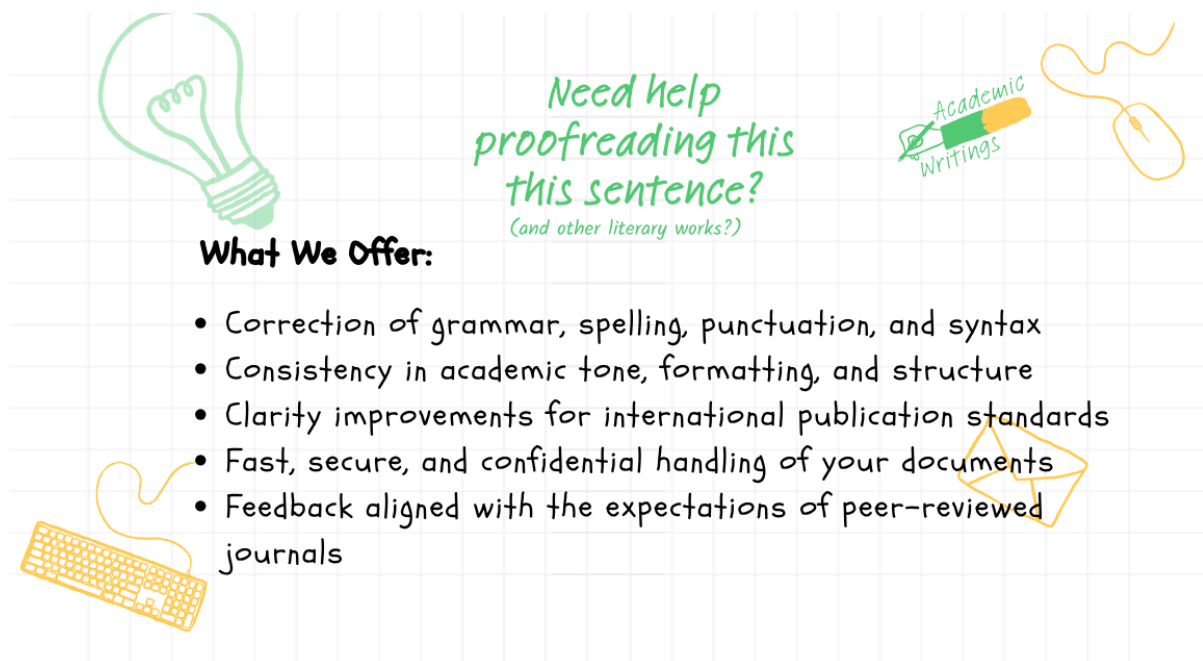 Need help
proofreading this
this sentence?
(and other literary works?)
Academic
Writings
What We Offer:
• Correction of grammar, spelling, punctuation, and syntax
• Consistency in academic tone, formatting, and structure
• Clarity improvements for international publication standards
• Fast, secure, and confidential handling of your documents
• Feedback aligned with the expectations of peer-reviewed
journals